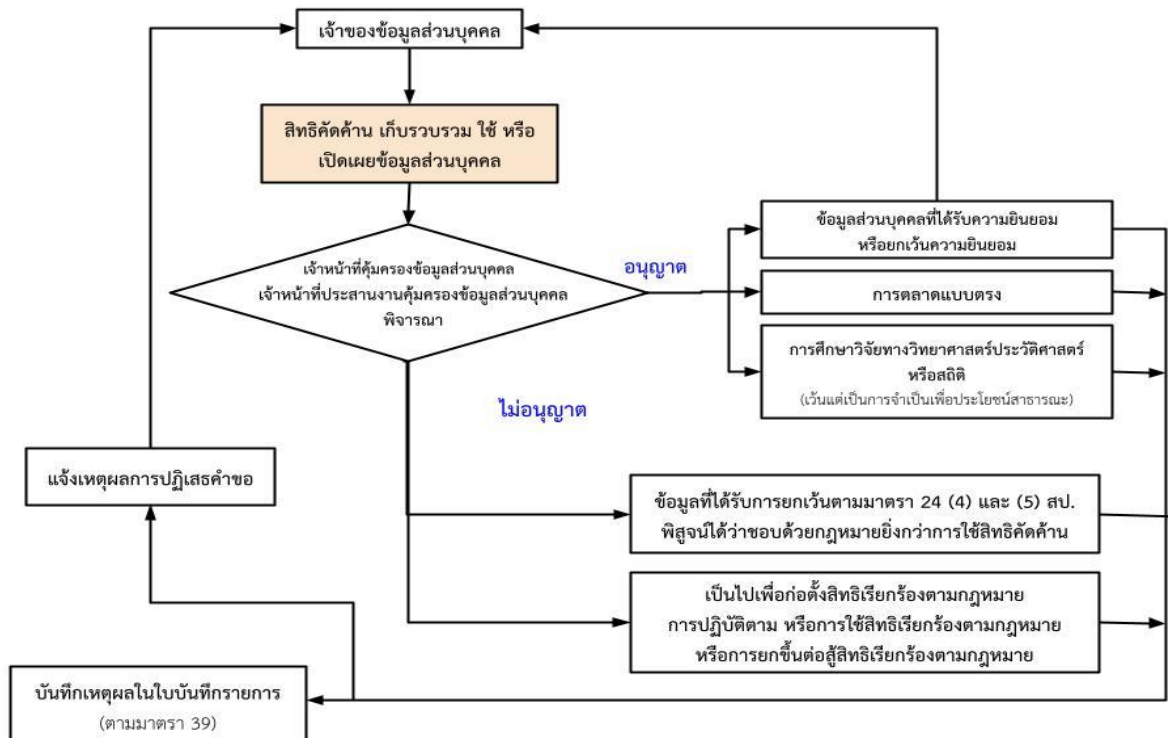 เจ้าของข้อมูลส่วนบุคคล
สิทธิคัดค้าน เก็บรวบรวม ใช้ หรือ
เปิดเผยข้อมูลส่วนบุคคล
เจ้าหน้าที่คุ้มครองข้อมูลส่วนบุคคล
เจ้าหน้าที่ประสานงานคุ้มครองข้อมูลส่วนบุคคล
พิจารณา
อนุญาต
ข้อมูลส่วนบุคคลที่ได้รับความยินยอม
หรือยกเว้นความยินยอม
การตลาดแบบตรง
การศึกษาวิจัยทางวิทยาศาสตร์ประวัติศาสตร์
หรือสถิติ
(เว้นแต่เป็นการจำเป็นเพื่อประโยชน์สาธารณะ)
ไม่อนุญาต
แจ้งเหตุผลการปฏิเสธคำขอ
ข้อมูลที่ได้รับการยกเว้นตามมาตรา 24 (4) และ (5) สป.
พิสูจน์ได้ว่าชอบด้วยกฎหมายยิ่งกว่าการใช้สิทธิคัดค้าน
เป็นไปเพื่อก่อตั้งสิทธิเรียกร้องตามกฎหมาย
การปฏิบัติตาม หรือการใช้สิทธิเรียกร้องตามกฎหมาย
หรือการยกขึ้นต่อสู้สิทธิเรียกร้องตามกฎหมาย
บันทึกเหตุผลในใบบันทึกรายการ
(ตามมาตรา 39)